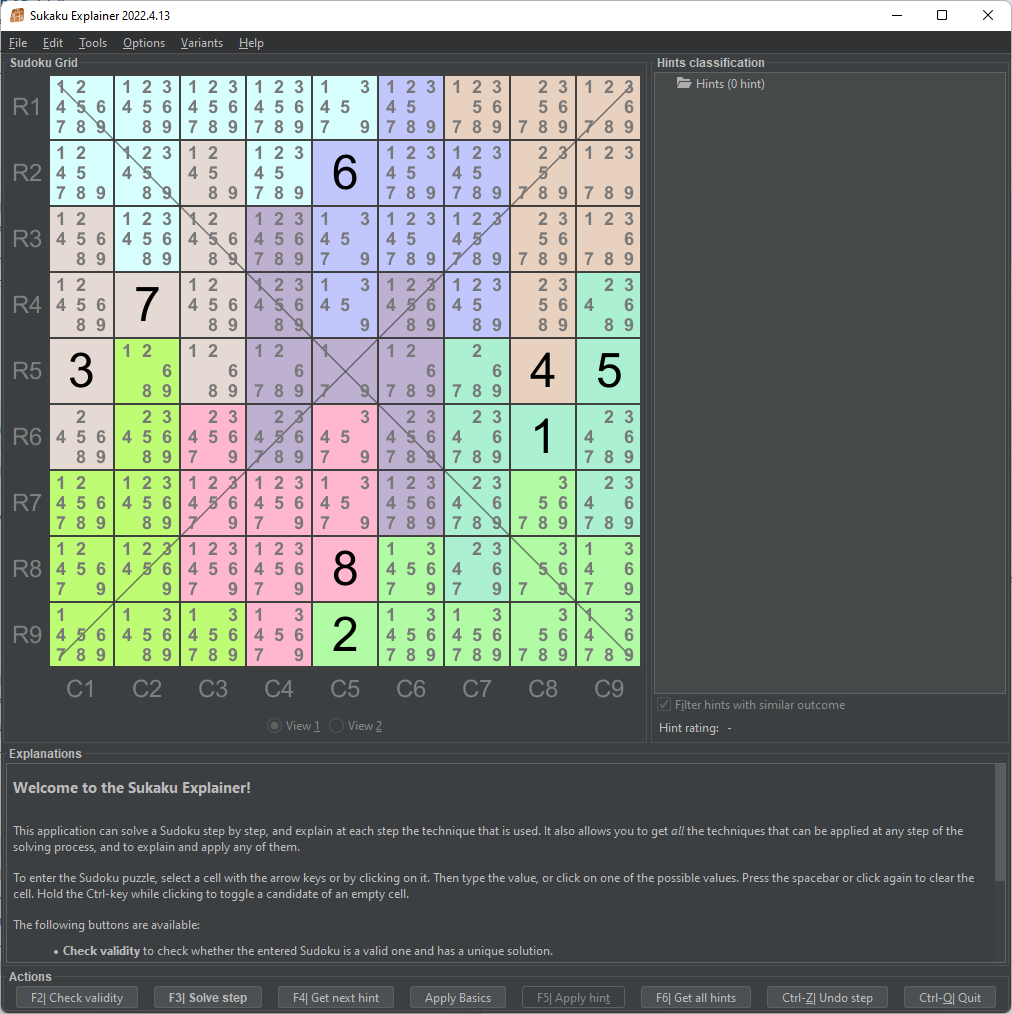 Sukaku Explainer 2022.4.13
File Edit Tools Options Variants Help
Sudoku Grid
1 2 1 2 3 1 2 3 1 2 3 1 3 1 2 3 1 2 3 2 3 1 2 3
R1 4 5 6 4 5 6 4 5 6 4 5 6 4 5 4 5 5 6 5 6 6
7 8 9 8 9 7 8 9 7 8 9 7 9 7 8 9 7 8 9 7 8 9 7 8 9
1 2 1 2 3 1 2 1 2 3 1 2 3 1 2 3 2 3 1 2 3
R2 4 5 4 5 4 5 4 5 6 4 5 4 5 5
7 8 9 8 9 8 9 7 8 9 7 8 9 7 8 9 7 8 9 7 8 9
1 2 1 2 3 1 2 1 2 3 1 3 1 2 3 1 2 3 2 3 1 2 3
R3 4 5 6 4 5 6 4 5 6 4 5 6 4 5 4 5 4 5 5 6 6
8 9 8 9 8 9 7 8 9 7 9 7 8 9 7 8 9 7 8 9 7 8 9
1 2 1 2 1 2 3 1 3 1 2 3 1 2 3 2 3 2 3
R4 4 5 6 7 4 5 6 4 5 6 4 5 4 5 6 4 5 5 6 4 6
8 9 8 9 8 9 9 8 9 8 9 8 9 8 9
1 2 1 2 1 2 1 1 2 2
R5 3 6 6 6 6 6 4 5
8 9 8 9 7 8 9 7 9 7 8 9 7 8 9
2 2 3 2 3 2 3 3 2 3 2 3 2 3
R6 4 5 6 4 5 6 4 5 6 4 5 6 4 5 4 5 6 4 6 1 4 6
8 9 8 9 7 9 7 8 9 7 9 7 8 9 7 8 9 7 8 9
1 2 1 2 3 1 2 3 1 2 3 1 3 1 2 3 2 3 3 2 3
R7 4 5 6 4 5 6 4 5 6 4 5 6 4 5 4 5 6 4 6 5 6 4 6
7 8 9 8 9 7 9 7 9 7 9 7 8 9 7 8 9 7 8 9 7 8 9
1 2 1 2 3 1 2 3 1 2 3 1 3 2 3 3 1 3
R8 4 5 6 4 5 6 4 5 6 4 5 6 8 4 5 6 4 6 5 6 4 6
7 9 9 7 9 7 9 7 9 7 9 7 9 7 9
1 1 3 1 3 1 3 1 3 1 3 3 1 3
R9 4 5 6 4 5 6 4 5 6 4 5 6 2 4 5 6 4 5 6 5 6 4 6
7 8 9 8 9 7 8 9 7 9 7 8 9 7 8 9 7 8 9 7 8 9
C1 C2 C3 C4 C5 C6 C7 C8 C9
View 1 View 2
Hints classification
Hints (0 hint)
Filter hints with similar outcome
Hint rating: -
Explanations
Welcome to the Sukaku Explainer!
This application can solve a Sudoku step by step, and explain at each step the technique that is used. It also allows you to get all the techniques that can be applied at any step of the
solving process, and to explain and apply any of them.
To enter the Sudoku puzzle, select a cell with the arrow keys or by clicking on it. Then type the value, or click on one of the possible values. Press the spacebar or click again to clear the
cell. Hold the Ctrl-key while clicking to toggle a candidate of an empty cell.
The following buttons are available:
• Check validity to check whether the entered Sudoku is a valid one and has a unique solution.
Actions
F2| Check validity F3| Solve step F4| Get next hint Apply Basics F5| Apply hint F6| Get all hints Ctrl-Z| Undo step Ctrl-Q| Quit